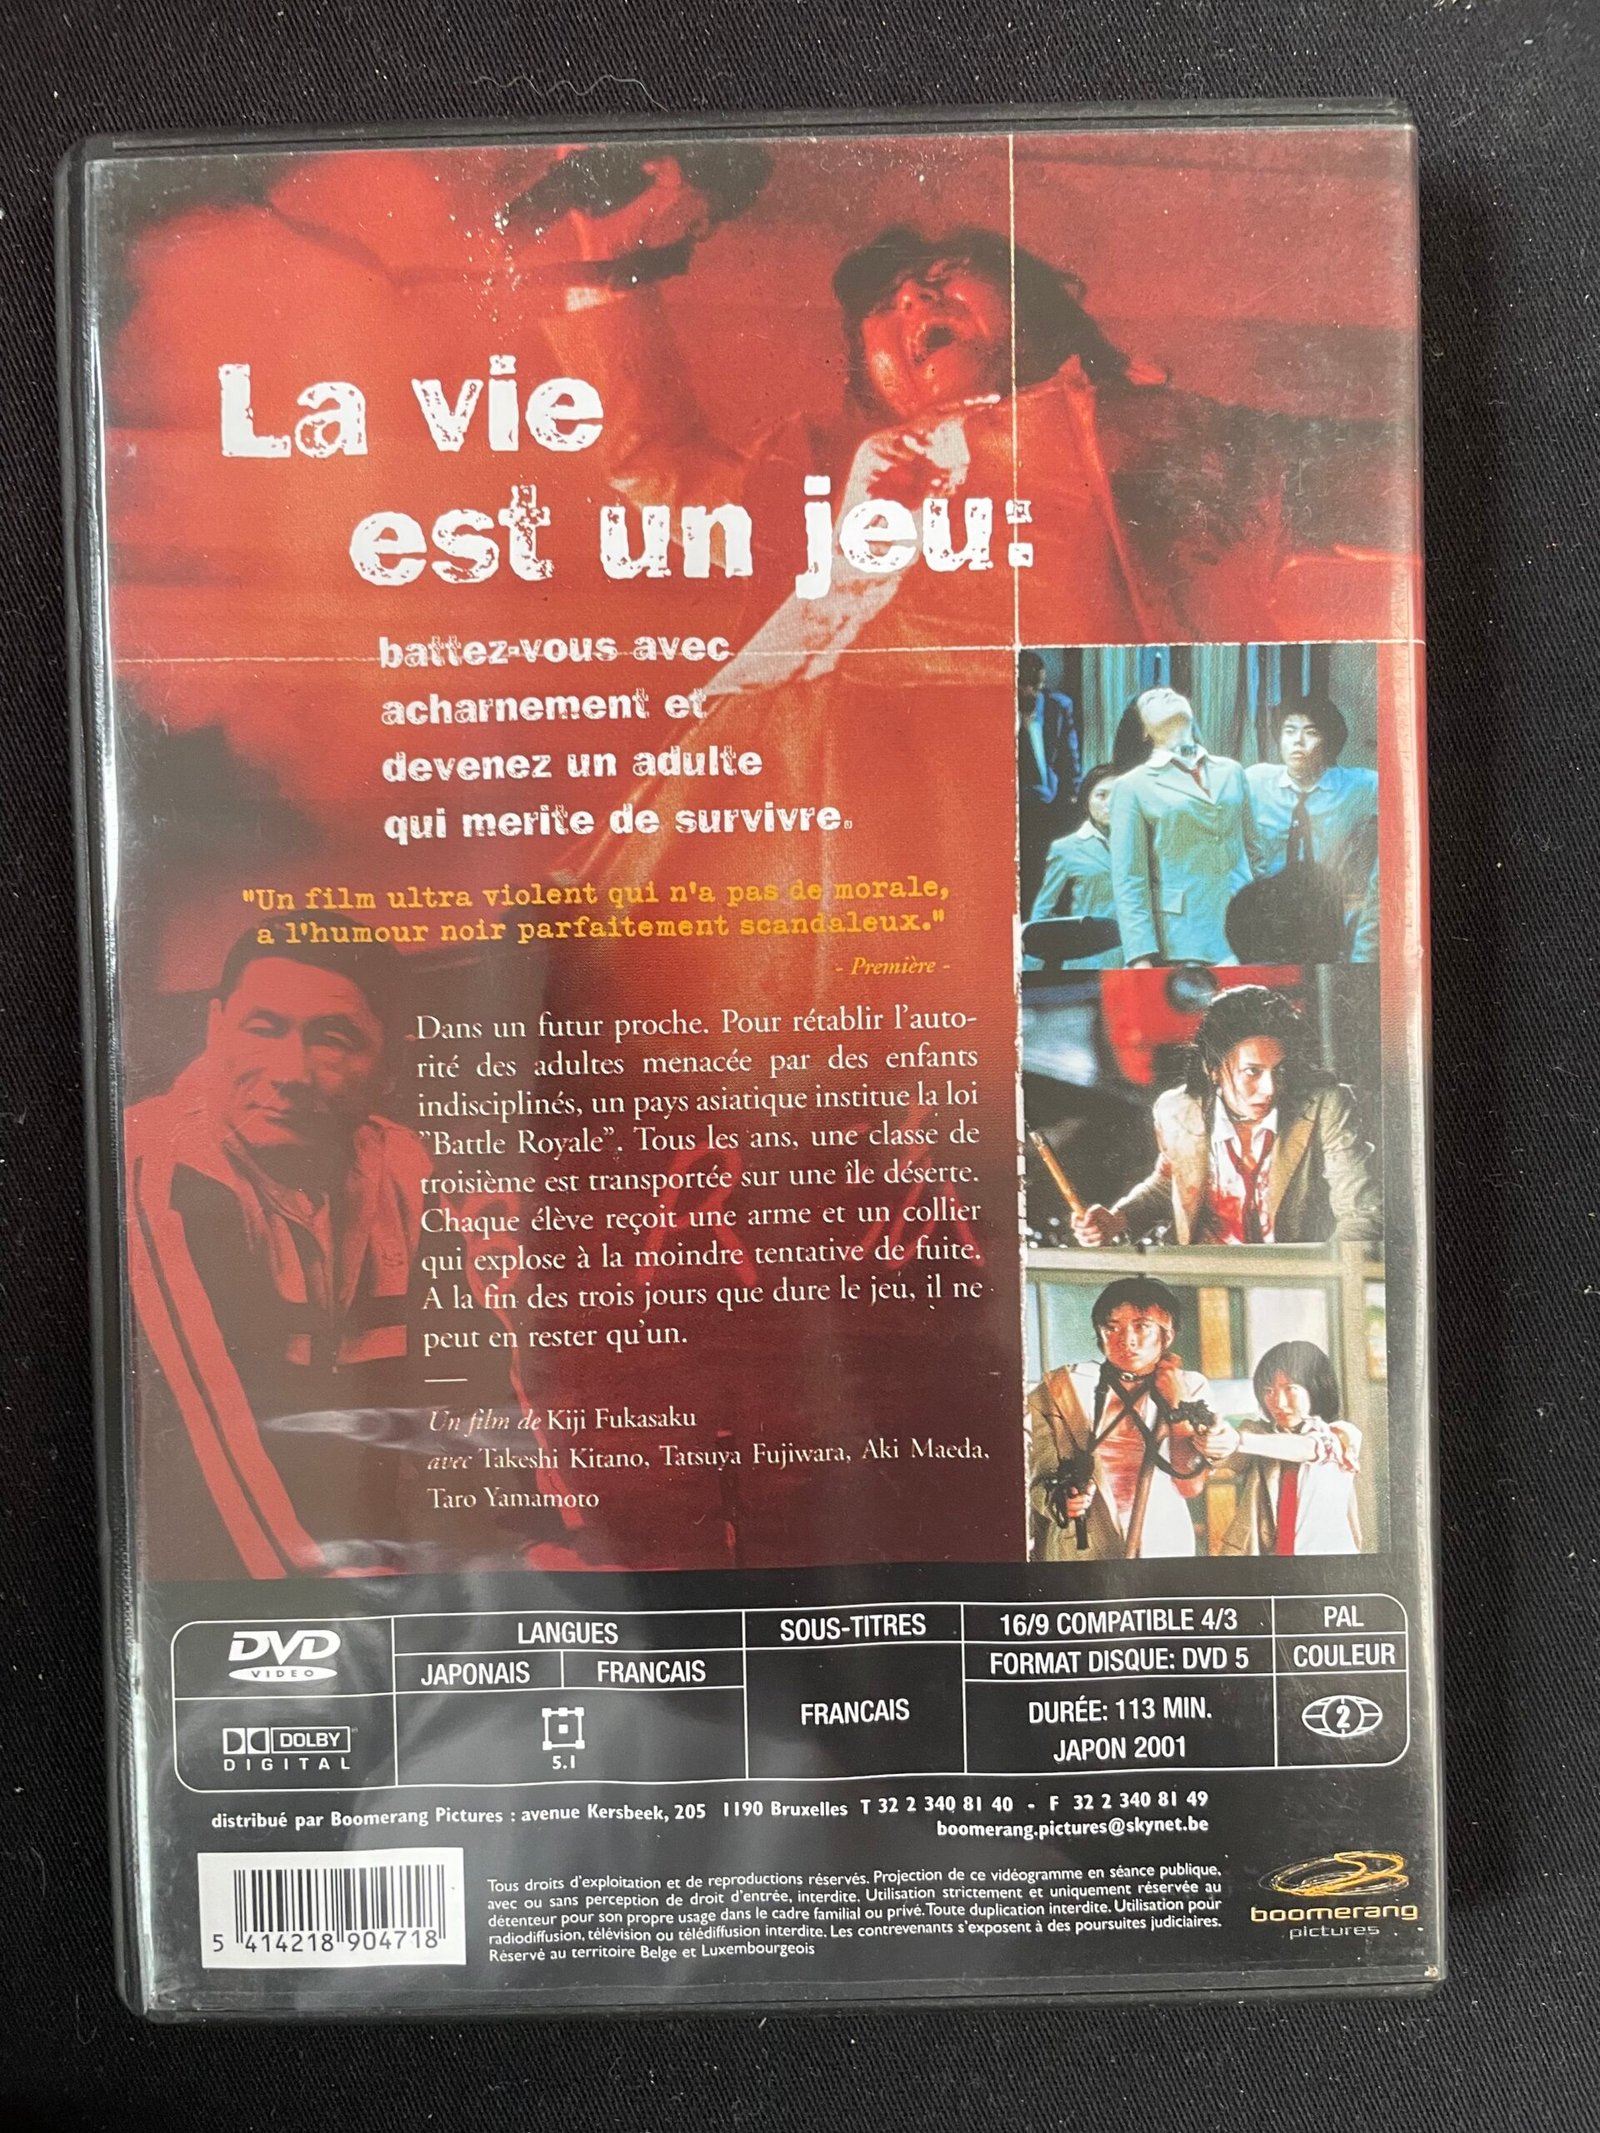 La vie
est un jeu:
battez-vous avec
acharnement et
devenez un adulte
qui merite de survivre.
"Un film ultra violent qui n'a pas de morale,
a l'humour noir parfaitement scandaleux."
- Première -
Dans un futur proche. Pour rétablir l'auto-
rité des adultes menacée par des enfants
indisciplinés, un pays asiatique institue la loi
"Battle Royale". Tous les ans, une classe de
troisième est transportée sur une île déserte.
Chaque élève reçoit une arme et un collier
qui explose à la moindre tentative de fuite.
A la fin des trois jours que dure le jeu, il ne
peut en rester qu'un.
Un film de Kiji Fukasaku
avec Takeshi Kitano, Tatsuya Fujiwara, Aki Maeda,
Taro Yamamoto
DVD
VIDEO
LANGUES
JAPONAIS FRANCAIS
5.1
SOUS-TITRES
FRANCAIS
16/9 COMPATIBLE 4/3
FORMAT DISQUE: DVD 5
DURÉE: 113 MIN.
JAPON 2001
PAL
COULEUR
2
DOLBY
DIGITAL
distribué par Boomerang Pictures : avenue Kersbeek, 205 1190 Bruxelles T 32 2 340 81 40 - F 32 2 340 81 49
boomerang.pictures@skynet.be
5 414218 904718
Tous droits d'exploitation et de reproductions réservés. Projection de ce vidéogramme en séance publique,
avec ou sans perception de droit d'entrée, interdite. Utilisation strictement et uniquement réservée au
détenteur pour son propre usage dans le cadre familial ou privé. Toute duplication interdite. Utilisation pour
radiodiffusion, télévision ou télédiffusion interdite. Les contrevenants s'exposent à des poursuites judiciaires.
Réservé au territoire Belge et Luxembourgeois
boomerang
pictures